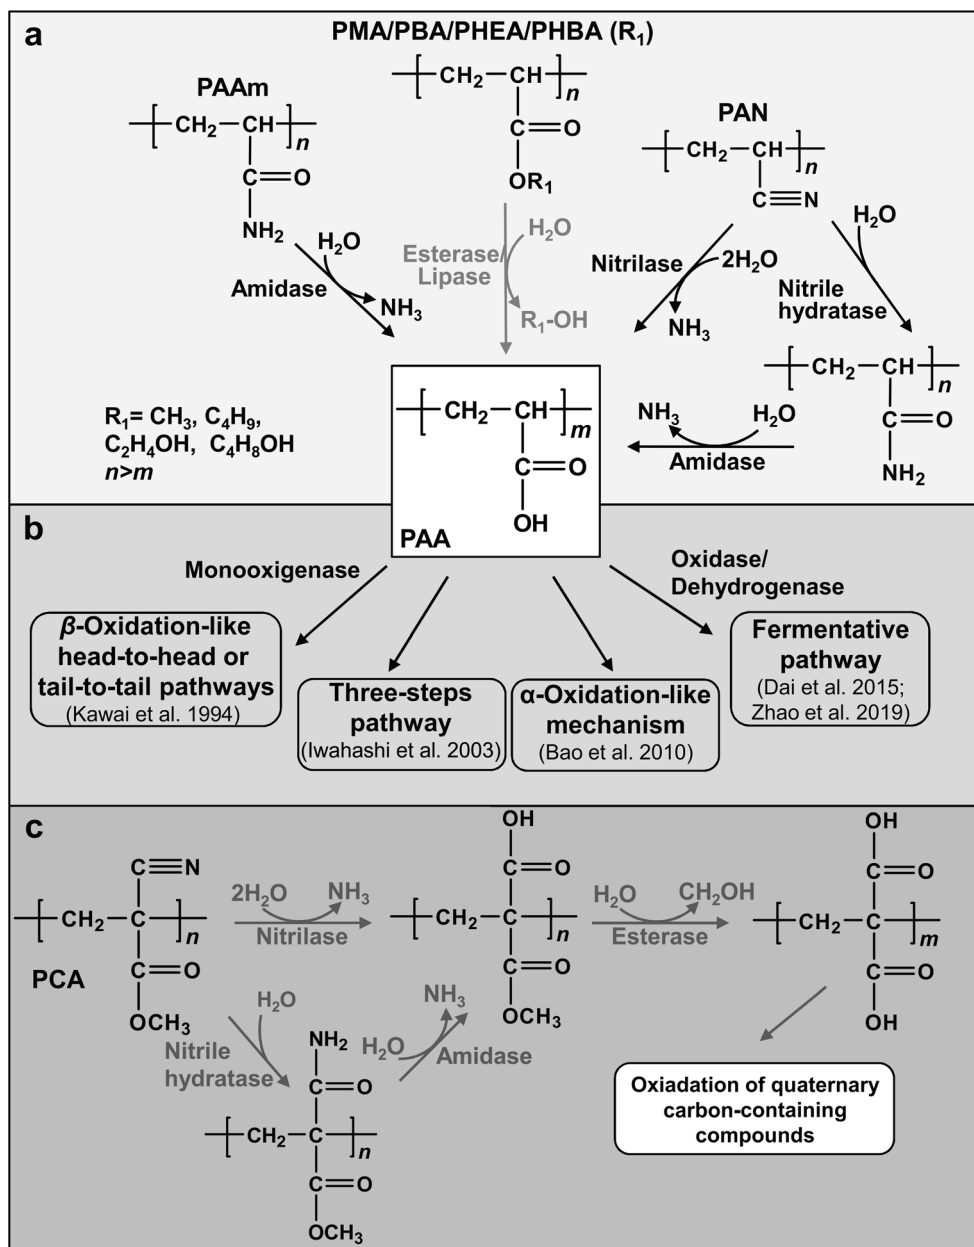 a
PMA/PBA/PHEA/PHBA (R₁)
PAAm
CH₂
CH
n
C
O
NH₂
H₂O
Amidase
NH₃
CH₂
CH
n
C
O
OR₁
Esterase/
Lipase
H₂O
R₁-OH
PAN
CH₂
CH
n
C
N
Nitrilase
2H₂O
NH₃
H₂O
Nitrile
hydratase
CH₂
CH
n
C
O
NH₂
NH₃
H₂O
Amidase
R₁= CH₃, C₄H₉,
C₂H₄OH, C₄H₈OH
n>m
CH₂
CH
m
C
O
OH
PAA
b
Monooxigenase
Oxidase/
Dehydrogenase
β-Oxidation-like
head-to-head or
tail-to-tail pathways
(Kawai et al. 1994)
Three-steps
pathway
(Iwahashi et al. 2003)
α-Oxidation-like
mechanism
(Bao et al. 2010)
Fermentative
pathway
(Dai et al. 2015;
Zhao et al. 2019)
c
C
N
CH₂
C
n
C
O
OCH₃
PCA
2H₂O
NH₃
Nitrilase
H₂O
Nitrile
hydratase
NH₂
C
O
CH₂
C
n
C
O
OCH₃
H₂O
NH₃
Amidase
OH
C
O
CH₂
C
n
C
O
OCH₃
H₂O
CH₂OH
Esterase
OH
C
O
CH₂
C
m
C
O
OH
Oxiadation of quaternary
carbon-containing
compounds